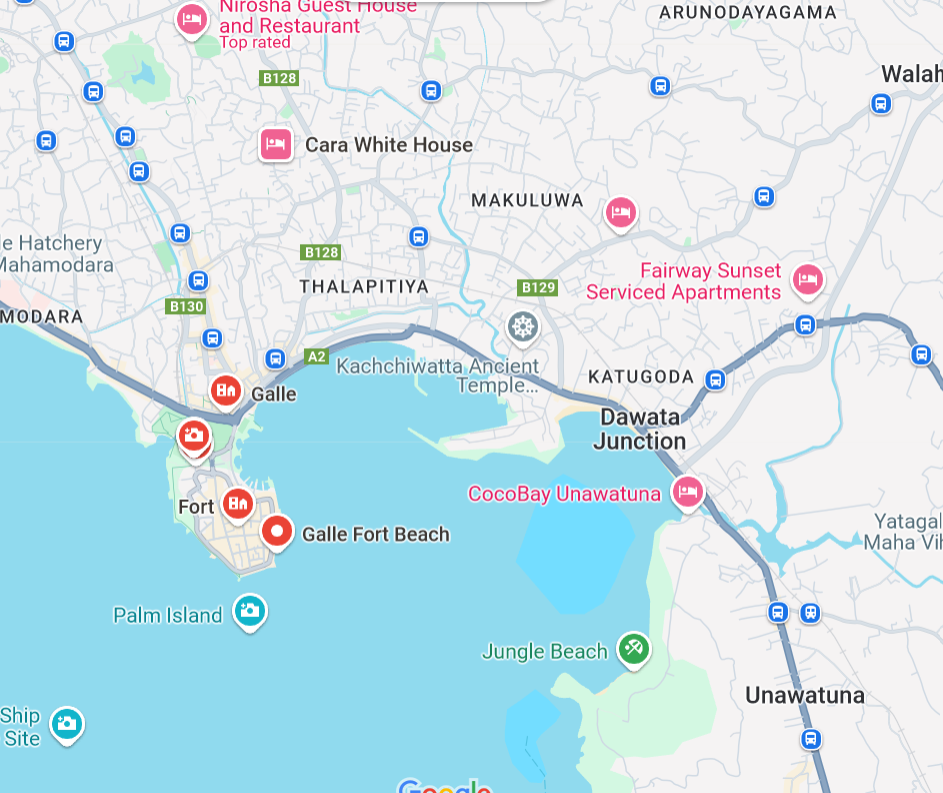 Nirosha Guest House
and Restaurant
Top rated
ARUNODAYAGAMA
Walah
B128
Cara White House
MAKULUWA
le Hatchery
Mahamodara
B128
Fairway Sunset
Serviced Apartments
THALAPITIYA
B129
B130
MODARA
A2
Kachchiwatta Ancient
Temple...
KATUGODA
Galle
Dawata
Junction
CocoBay Unawatuna
Fort
Galle Fort Beach
Yatagal
Maha Vih
Palm Island
Jungle Beach
Unawatuna
Ship
Site
Google